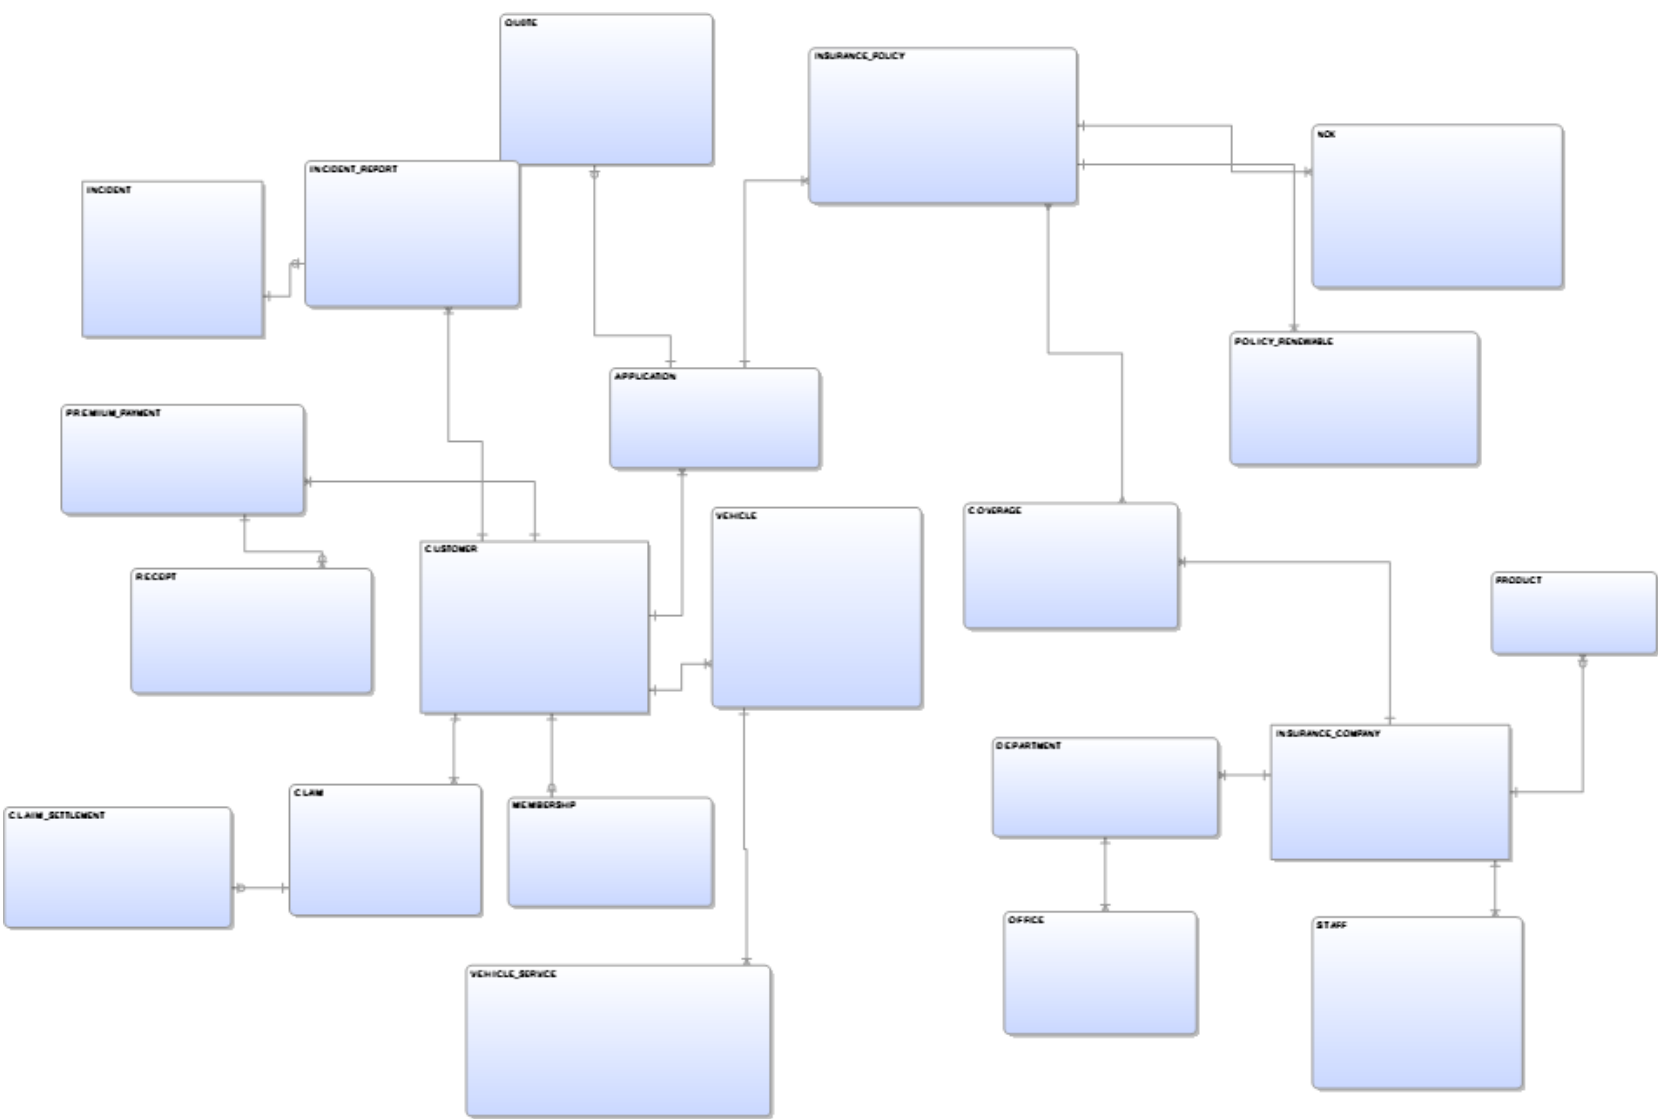 QUOTE
INSURANCE_POLICY
NOK
INCIDENT_REPORT
INCIDENT
POLICY_RENEWABLE
APPLICATION
PREMIUM_PAYMENT
COVERAGE
VEHICLE
CUSTOMER
RECEIPT
PRODUCT
INSURANCE_COMPANY
DEPARTMENT
CLAIM
MEMBERSHIP
CLAIM_SETTLEMENT
OFFICE
STAFF
VEHICLE_SERVICE